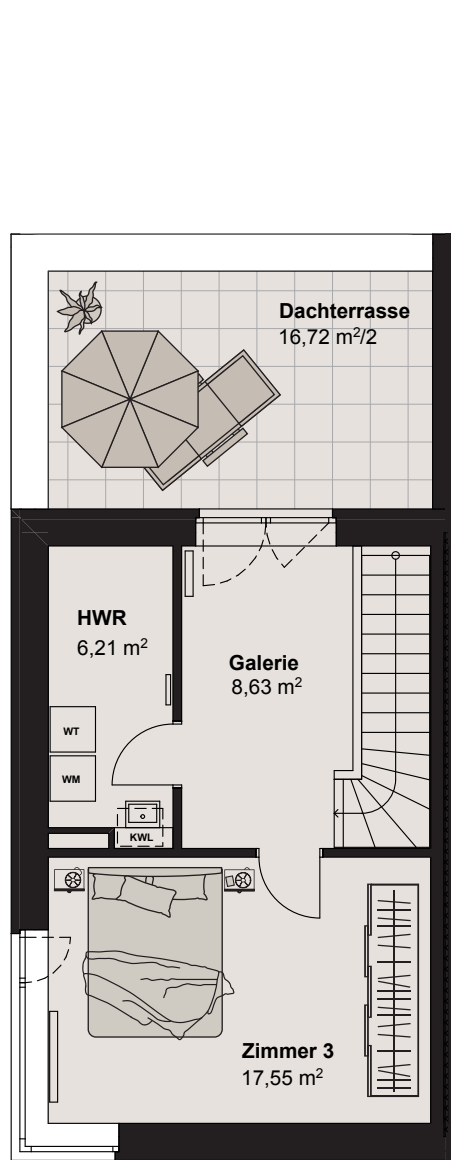 Dachterrasse
16,72 m²/2
HWR
6,21 m²
Galerie
8,63 m²
WT
WM
KWL
Zimmer 3
17,55 m²